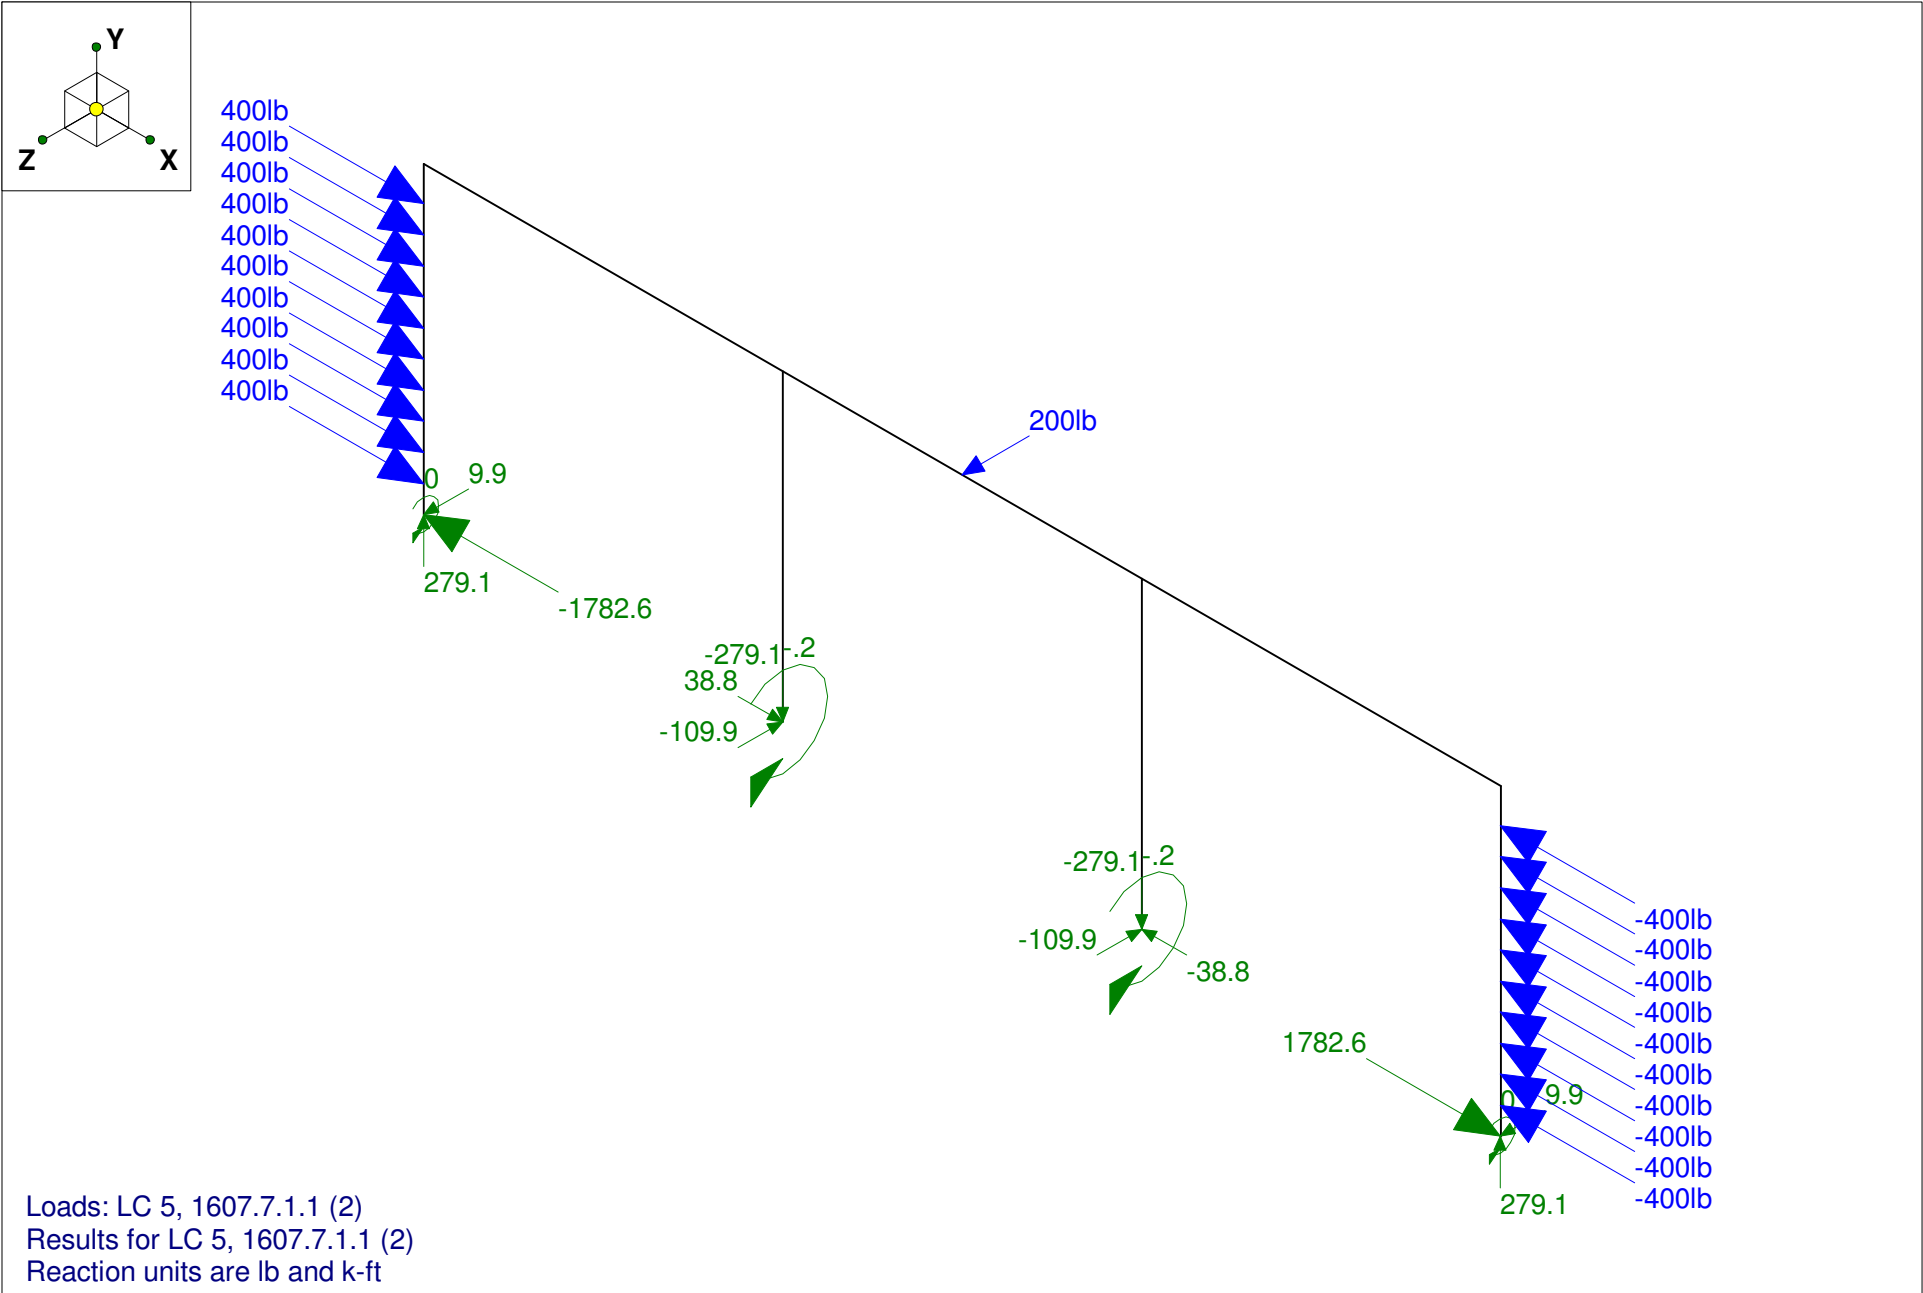 Y
Z
X
400lb
400lb
400lb
400lb
400lb
400lb
400lb
400lb
400lb
400lb
200lb
0
9.9
279.1
-1782.6
-279.1
-.2
38.8
-109.9
-279.1
-.2
-109.9
-38.8
-400lb
-400lb
-400lb
-400lb
-400lb
-400lb
-400lb
-400lb
-400lb
-400lb
1782.6
0
9.9
279.1
Loads: LC 5, 1607.7.1.1 (2)
Results for LC 5, 1607.7.1.1 (2)
Reaction units are lb and k-ft